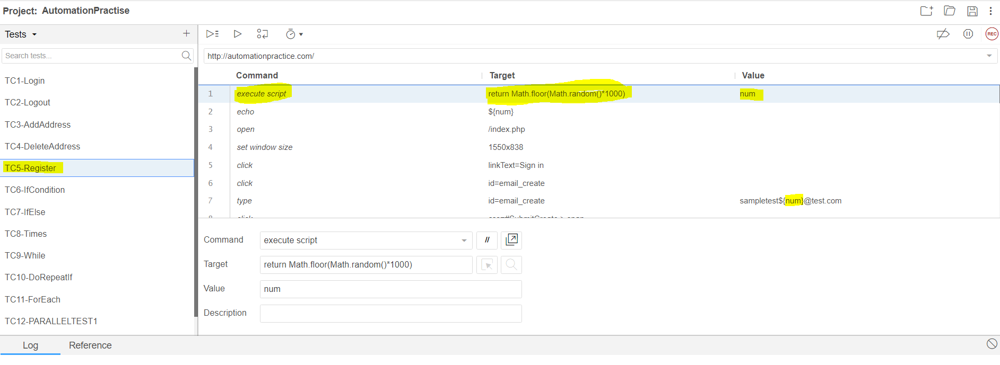 Project: AutomationPractise
Tests
Search tests...
TC1-Login
TC2-Logout
TC3-AddAddress
TC4-DeleteAddress
TC5-Register
TC6-IfCondition
TC7-IfElse
TC8-Times
TC9-While
TC10-DoRepeatIf
TC11-ForEach
TC12-PARALLELTEST1
REC
http://automationpractice.com/
Command Target Value
1 execute script return Math.floor(Math.random()*1000) num
2 echo ${num}
3 open /index.php
4 set window size 1550x838
5 click linkText=Sign in
6 click id=email_create
7 type id=email_create sampletest${num}@test.com
Command execute script //
Target return Math.floor(Math.random()*1000)
Value num
Description
Log Reference